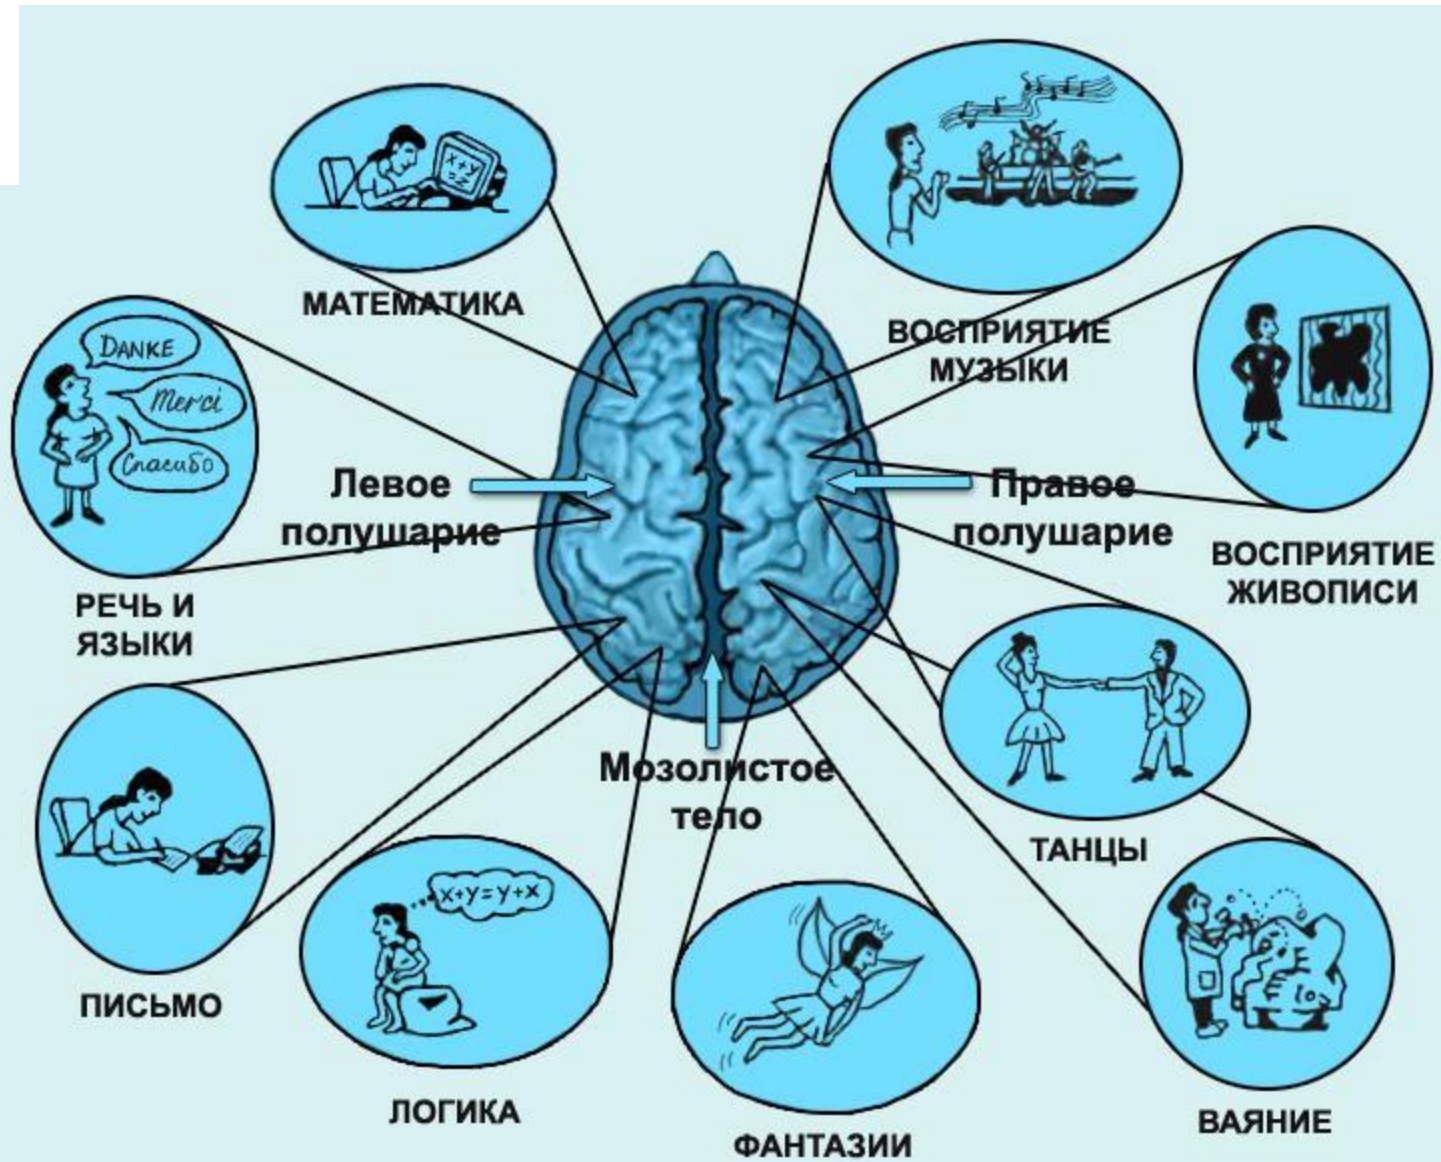 МАТЕМАТИКА
X+Y
=Z
ВОСПРИЯТИЕ
МУЗЫКИ
DANKE
Merci
Спасибо
РЕЧЬ И
ЯЗЫКИ
Левое
полушарие
Правое
полушарие
ВОСПРИЯТИЕ
ЖИВОПИСИ
Мозолистое
тело
ТАНЦЫ
ПИСЬМО
X+Y=Y+X
ЛОГИКА
ФАНТАЗИИ
ВАЯНИЕ